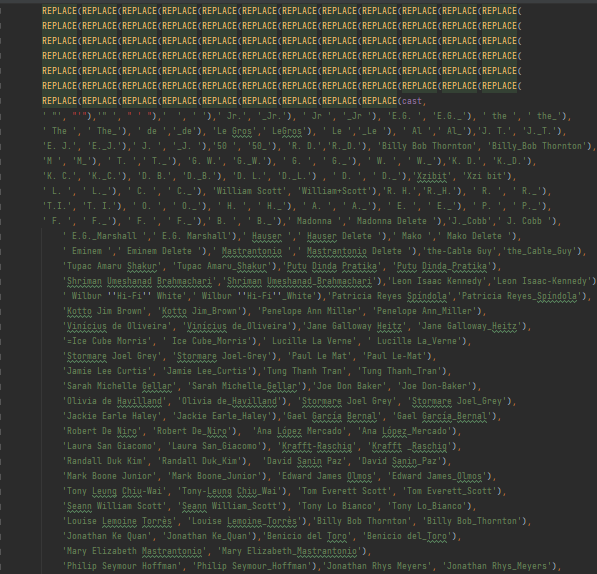 REPLACE(REPLACE(REPLACE(REPLACE(REPLACE(REPLACE(REPLACE(REPLACE(REPLACE(REPLACE(REPLACE(REPLACE(
REPLACE(REPLACE(REPLACE(REPLACE(REPLACE(REPLACE(REPLACE(REPLACE(REPLACE(REPLACE(REPLACE(REPLACE(
REPLACE(REPLACE(REPLACE(REPLACE(REPLACE(REPLACE(REPLACE(REPLACE(REPLACE(REPLACE(REPLACE(REPLACE(
REPLACE(REPLACE(REPLACE(REPLACE(REPLACE(REPLACE(REPLACE(REPLACE(REPLACE(REPLACE(REPLACE(REPLACE(
REPLACE(REPLACE(REPLACE(REPLACE(REPLACE(REPLACE(REPLACE(REPLACE(REPLACE(REPLACE(REPLACE(REPLACE(
REPLACE(REPLACE(REPLACE(REPLACE(REPLACE(REPLACE(REPLACE(REPLACE(REPLACE(REPLACE(REPLACE(REPLACE(
REPLACE(REPLACE(REPLACE(REPLACE(REPLACE(REPLACE(REPLACE(REPLACE(REPLACE(cast,
' "', "'"),'" ', " ' "), ' ', ' '),' Jr.', '_Jr.'), ' Jr ', '_Jr '), 'E.G. ', 'E.G._'), ' the ', ' the_'),
' The ', ' The_'), ' de ','_de'), 'Le Gros',' LeGros'), ' Le ','_Le '), ' Al ',' Al_'),'J. T.', 'J._T.'),
'E. J.', 'E._J.'),' J. ', '_J. '),'50 ', '50_'), 'R. D.','R._D.'), 'Billy Bob Thornton', 'Billy_Bob Thornton'),
'M ', 'M_'), ' T. ',' T._'), 'G. W.', 'G._W.'), ' G. ', ' G._'), ' W. ', ' W._'),'K. D.', 'K._D.'),
'K. C.', 'K._C.'), 'D. B.', 'D._B.'), 'D. L.', 'D._L.') , ' D. ', ' D._'),'Xzibit', 'Xzi bit'),
' L. ', ' L._'), ' C. ', ' C._'), 'William Scott', 'William+Scott'),'R. H.','R._H.'), ' R. ', ' R._'),
'T.I.', 'T. I.'), ' O. ', ' O._'), ' H. ', ' H._'), ' A. ', ' A._'), ' E. ', ' E._'), ' P. ', ' P._'),
' F. ', ' F._'), ' F. ', ' F._'),' B. ', ' B._'),' Madonna ',' Madonna Delete '),'J._Cobb',' J. Cobb '),
' E.G._Marshall ',' E.G. Marshall'),' Hauser ',' Hauser Delete '),' Mako ',' Mako Delete '),
' Eminem ',' Eminem Delete '),' Mastrantonio ',' Mastrantonio Delete '),'the-Cable Guy','the_Cable Guy'),
'Tupac Amaru Shakur', 'Tupac Amaru_Shakur'),'Putu Dinda Pratika', 'Putu Dinda_Pratika'),
'Shriman Umeshanad Brahmachari','Shriman Umeshanad_Brahmachari'),'Leon Isaac Kennedy','Leon Isaac-Kennedy')
' Wilbur ''Hi-Fi'' White',' Wilbur ''Hi-Fi''_White'),'Patricia Reyes Spíndola','Patricia Reyes_Spíndola'),
'Kotto Jim Brown', 'Kotto Jim_Brown'), 'Penelope Ann Miller', 'Penelope Ann_Miller'),
'Vinícius de Oliveira', 'Vinícius de_Oliveira'),'Jane Galloway Heitz', 'Jane Galloway_Heitz'),
'=Ice Cube Morris', ' Ice Cube_Morris'),' Lucille La Verne', ' Lucille La_Verne'),
'Stormare Joel Grey', 'Stormare Joel-Grey'), 'Paul Le Mat', 'Paul Le-Mat'),
'Jamie Lee Curtis', 'Jamie Lee_Curtis'),'Tung Thanh Tran', 'Tung Thanh_Tran'),
'Sarah Michelle Gellar', 'Sarah Michelle_Gellar'),'Joe Don Baker', 'Joe Don-Baker'),
'Olivia de Havilland', 'Olivia de_Havilland'), 'Stormare Joel Grey', 'Stormare Joel_Grey'),
'Jackie Earle Haley', 'Jackie Earle_Haley'),'Gael García Bernal', 'Gael García_Bernal'),
'Robert De Niro', 'Robert De_Niro'), 'Ana López Mercado', 'Ana López_Mercado'),
'Laura San Giacomo', 'Laura San_Giacomo'), 'Krafft-Raschig', 'Krafft _Raschig'),
'Randall Duk Kim', 'Randall Duk_Kim'), 'David Sanin Paz', 'David Sanin_Paz'),
'Mark Boone Junior', 'Mark Boone_Junior'), 'Edward James Olmos', 'Edward James_Olmos'),
'Tony Leung Chiu-Wai', 'Tony-Leung Chiu_Wai'), 'Tom Everett Scott', 'Tom Everett_Scott'),
'Seann William Scott', 'Seann William_Scott'), 'Tony Lo Bianco', 'Tony Lo_Bianco'),
'Louise Lemoine Torrès', 'Louise Lemoine_Torrès'),'Billy Bob Thornton', 'Billy Bob_Thornton'),
'Jonathan Ke Quan', 'Jonathan Ke_Quan'),'Benicio del Toro', 'Benicio del_Toro'),
'Mary Elizabeth Mastrantonio', 'Mary Elizabeth_Mastrantonio'),
'Philip Seymour Hoffman', 'Philip Seymour_Hoffman'),'Jonathan Rhys Meyers', 'Jonathan Rhys_Meyers'),